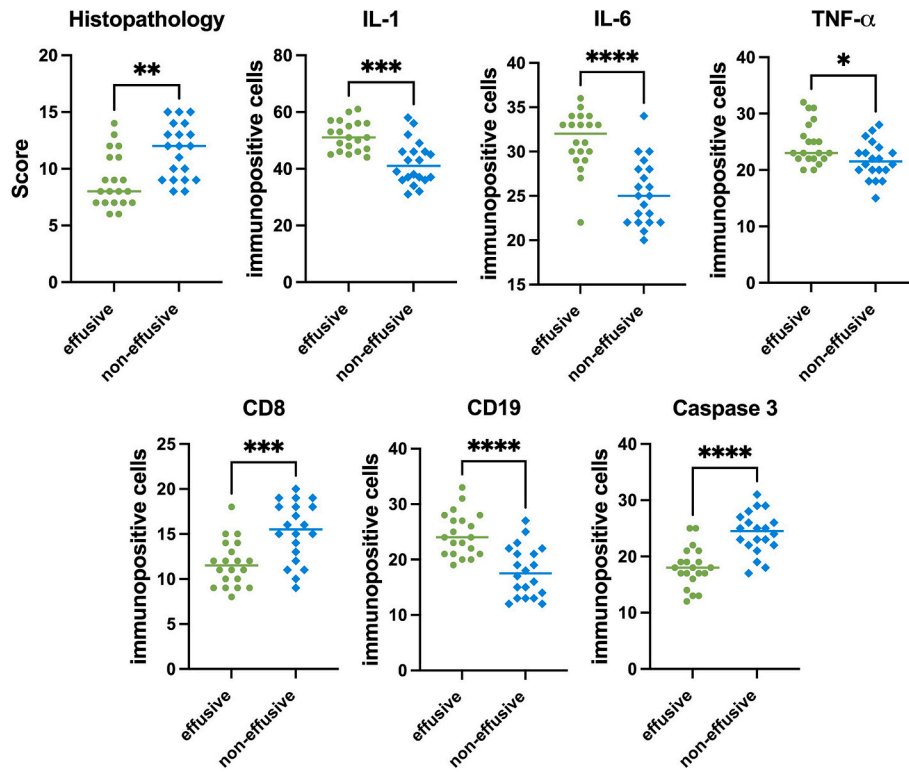 Histopathology
Score
20
15
10
5
0
**
effusive
non-effusive
IL-1
immunopositive cells
80
60
40
20
0
***
effusive
non-effusive
IL-6
immunopositive cells
40
35
30
25
20
15
****
effusive
non-effusive
TNF-α
immunopositive cells
40
30
20
10
0
*
effusive
non-effusive
CD8
immunopositive cells
25
20
15
10
5
0
***
effusive
non-effusive
CD19
immunopositive cells
40
30
20
10
0
****
effusive
non-effusive
Caspase 3
immunopositive cells
40
30
20
10
0
****
effusive
non-effusive